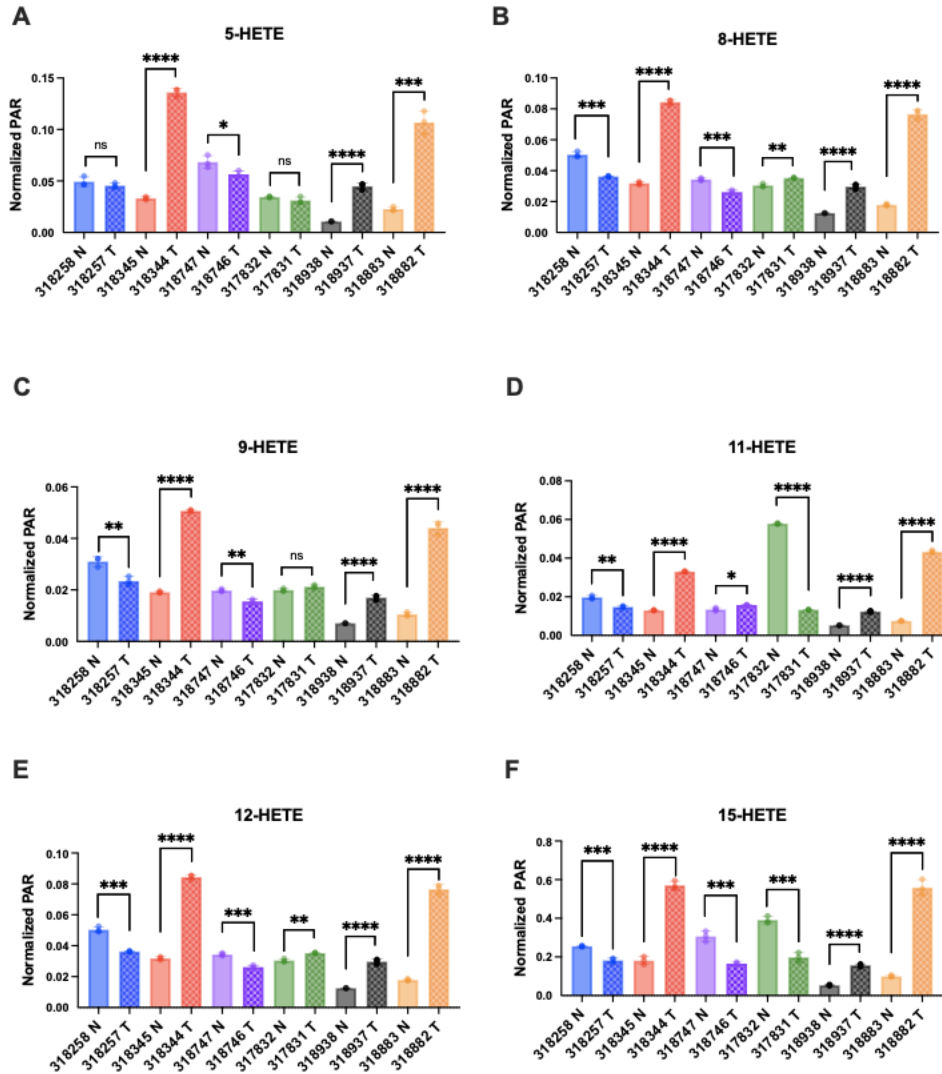 A
5-HETE
Normalized PAR
0.15
0.10
0.05
0.00
ns
****
*
ns
****
***
318258 N
318257 T
318345 N
318344 T
318747 N
318746 T
317832 N
317831 T
318938 N
318937 T
318883 N
318882 T
B
8-HETE
Normalized PAR
0.10
0.08
0.06
0.04
0.02
0.00
***
****
***
**
****
****
318258 N
318257 T
318345 N
318344 T
318747 N
318746 T
317832 N
317831 T
318938 N
318937 T
318883 N
318882 T
C
9-HETE
Normalized PAR
0.06
0.04
0.02
0.00
**
****
**
ns
****
****
318258 N
318257 T
318345 N
318344 T
318747 N
318746 T
317832 N
317831 T
318938 N
318937 T
318883 N
318882 T
D
11-HETE
Normalized PAR
0.08
0.06
0.04
0.02
0.00
**
****
*
****
****
****
318258 N
318257 T
318345 N
318344 T
318747 N
318746 T
317832 N
317831 T
318938 N
318937 T
318883 N
318882 T
E
12-HETE
Normalized PAR
0.10
0.08
0.06
0.04
0.02
0.00
***
****
***
**
****
****
318258 N
318257 T
318345 N
318344 T
318747 N
318746 T
317832 N
317831 T
318938 N
318937 T
318883 N
318882 T
F
15-HETE
Normalized PAR
0.8
0.6
0.4
0.2
0.0
***
****
***
***
****
****
318258 N
318257 T
318345 N
318344 T
318747 N
318746 T
317832 N
317831 T
318938 N
318937 T
318883 N
318882 T